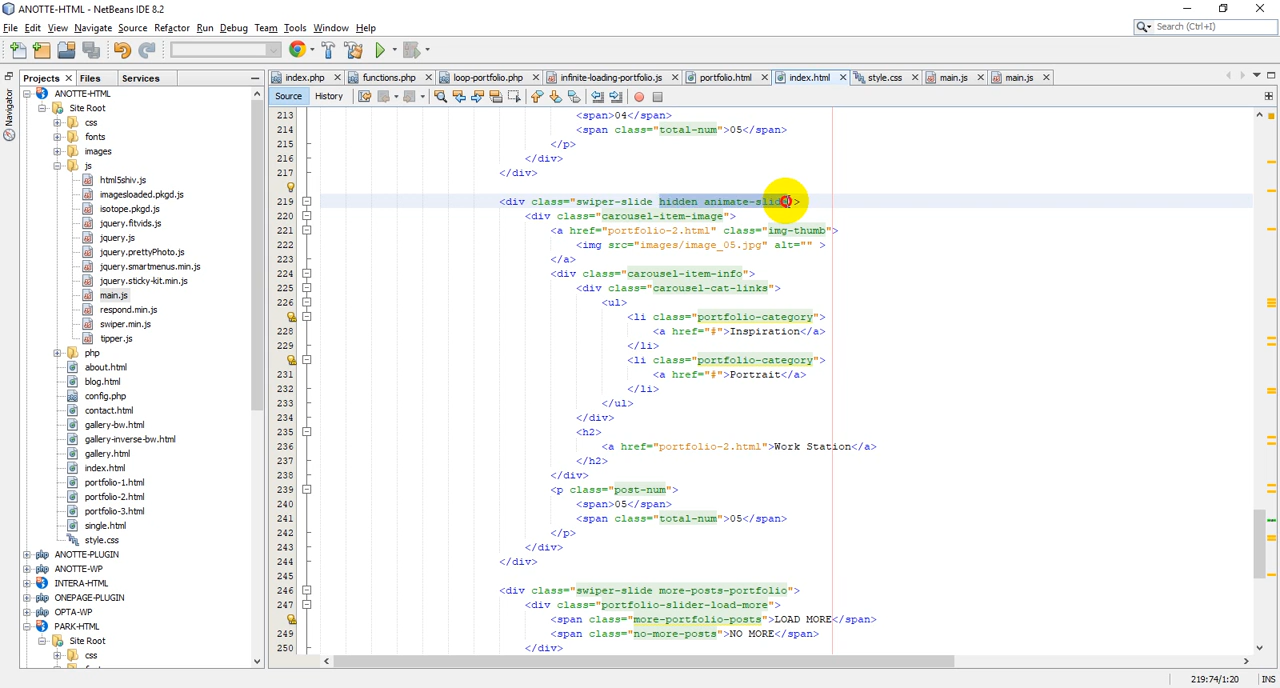 ANOTTE-HTML - NetBeans IDE 8.2
File Edit View Navigate Source Refactor Run Debug Team Tools Window Help
Search (Ctrl+I)
Projects Files Services
index.php functions.php loop-portfolio.php infinite-loading-portfolio.js portfolio.html index.html style.css main.js main.js
Source History
Navigator
ANOTTE-HTML
Site Root
css
fonts
images
js
html5shiv.js
imagesloaded.pkgd.js
isotope.pkgd.js
jquery.fitvids.js
jquery.js
jquery.prettyPhoto.js
jquery.smartmenus.min.js
jquery.sticky-kit.min.js
main.js
respond.min.js
swiper.min.js
tipper.js
php
about.html
blog.html
config.php
contact.html
gallery-bw.html
gallery-inverse-bw.html
gallery.html
index.html
portfolio-1.html
portfolio-2.html
portfolio-3.html
single.html
style.css
ANOTTE-PLUGIN
ANOTTE-WP
INTERA-HTML
ONEPAGE-PLUGIN
OPTA-WP
PARK-HTML
Site Root
css
213 <span>04</span>
214 <span class="total-num">05</span>
215 </p>
216 </div>
217 </div>
219 <div class="swiper-slide hidden animate-slide">
220 <div class="carousel-item-image">
221 <a href="portfolio-2.html" class="img-thumb">
222 <img src="images/image_05.jpg" alt="" >
223 </a>
224 <div class="carousel-item-info">
225 <div class="carousel-cat-links">
226 <ul>
<li class="portfolio-category">
228 <a href="#">Inspiration</a>
229 </li>
<li class="portfolio-category">
231 <a href="#">Portrait</a>
232 </li>
233 </ul>
234 </div>
235 <h2>
236 <a href="portfolio-2.html">Work Station</a>
237 </h2>
238 </div>
239 <p class="post-num">
240 <span>05</span>
241 <span class="total-num">05</span>
242 </p>
243 </div>
244 </div>
245
246 <div class="swiper-slide more-posts-portfolio">
247 <div class="portfolio-slider-load-more">
<span class="more-portfolio-posts">LOAD MORE</span>
249 <span class="no-more-posts">NO MORE</span>
250 </div>
219:74/1:20 INS